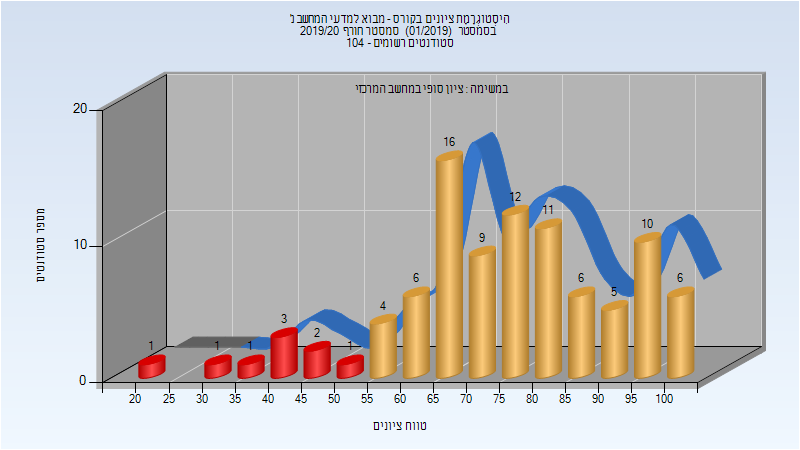 היסטוגרמת ציונים בקורס - מבוא למדעי המחשב נ'
בסמסטר (01/2019) סמסטר חורף 2019/20
סטודנטים רשומים - 104
במשימה : ציון סופי במחשב המרכזי
מספר סטודנטים
20
10
0
1 1 1 3 2 1 4 6 16 9 12 11 6 5 10 6
20 25 30 35 40 45 50 55 60 65 70 75 80 85 90 95 100
טווח ציונים